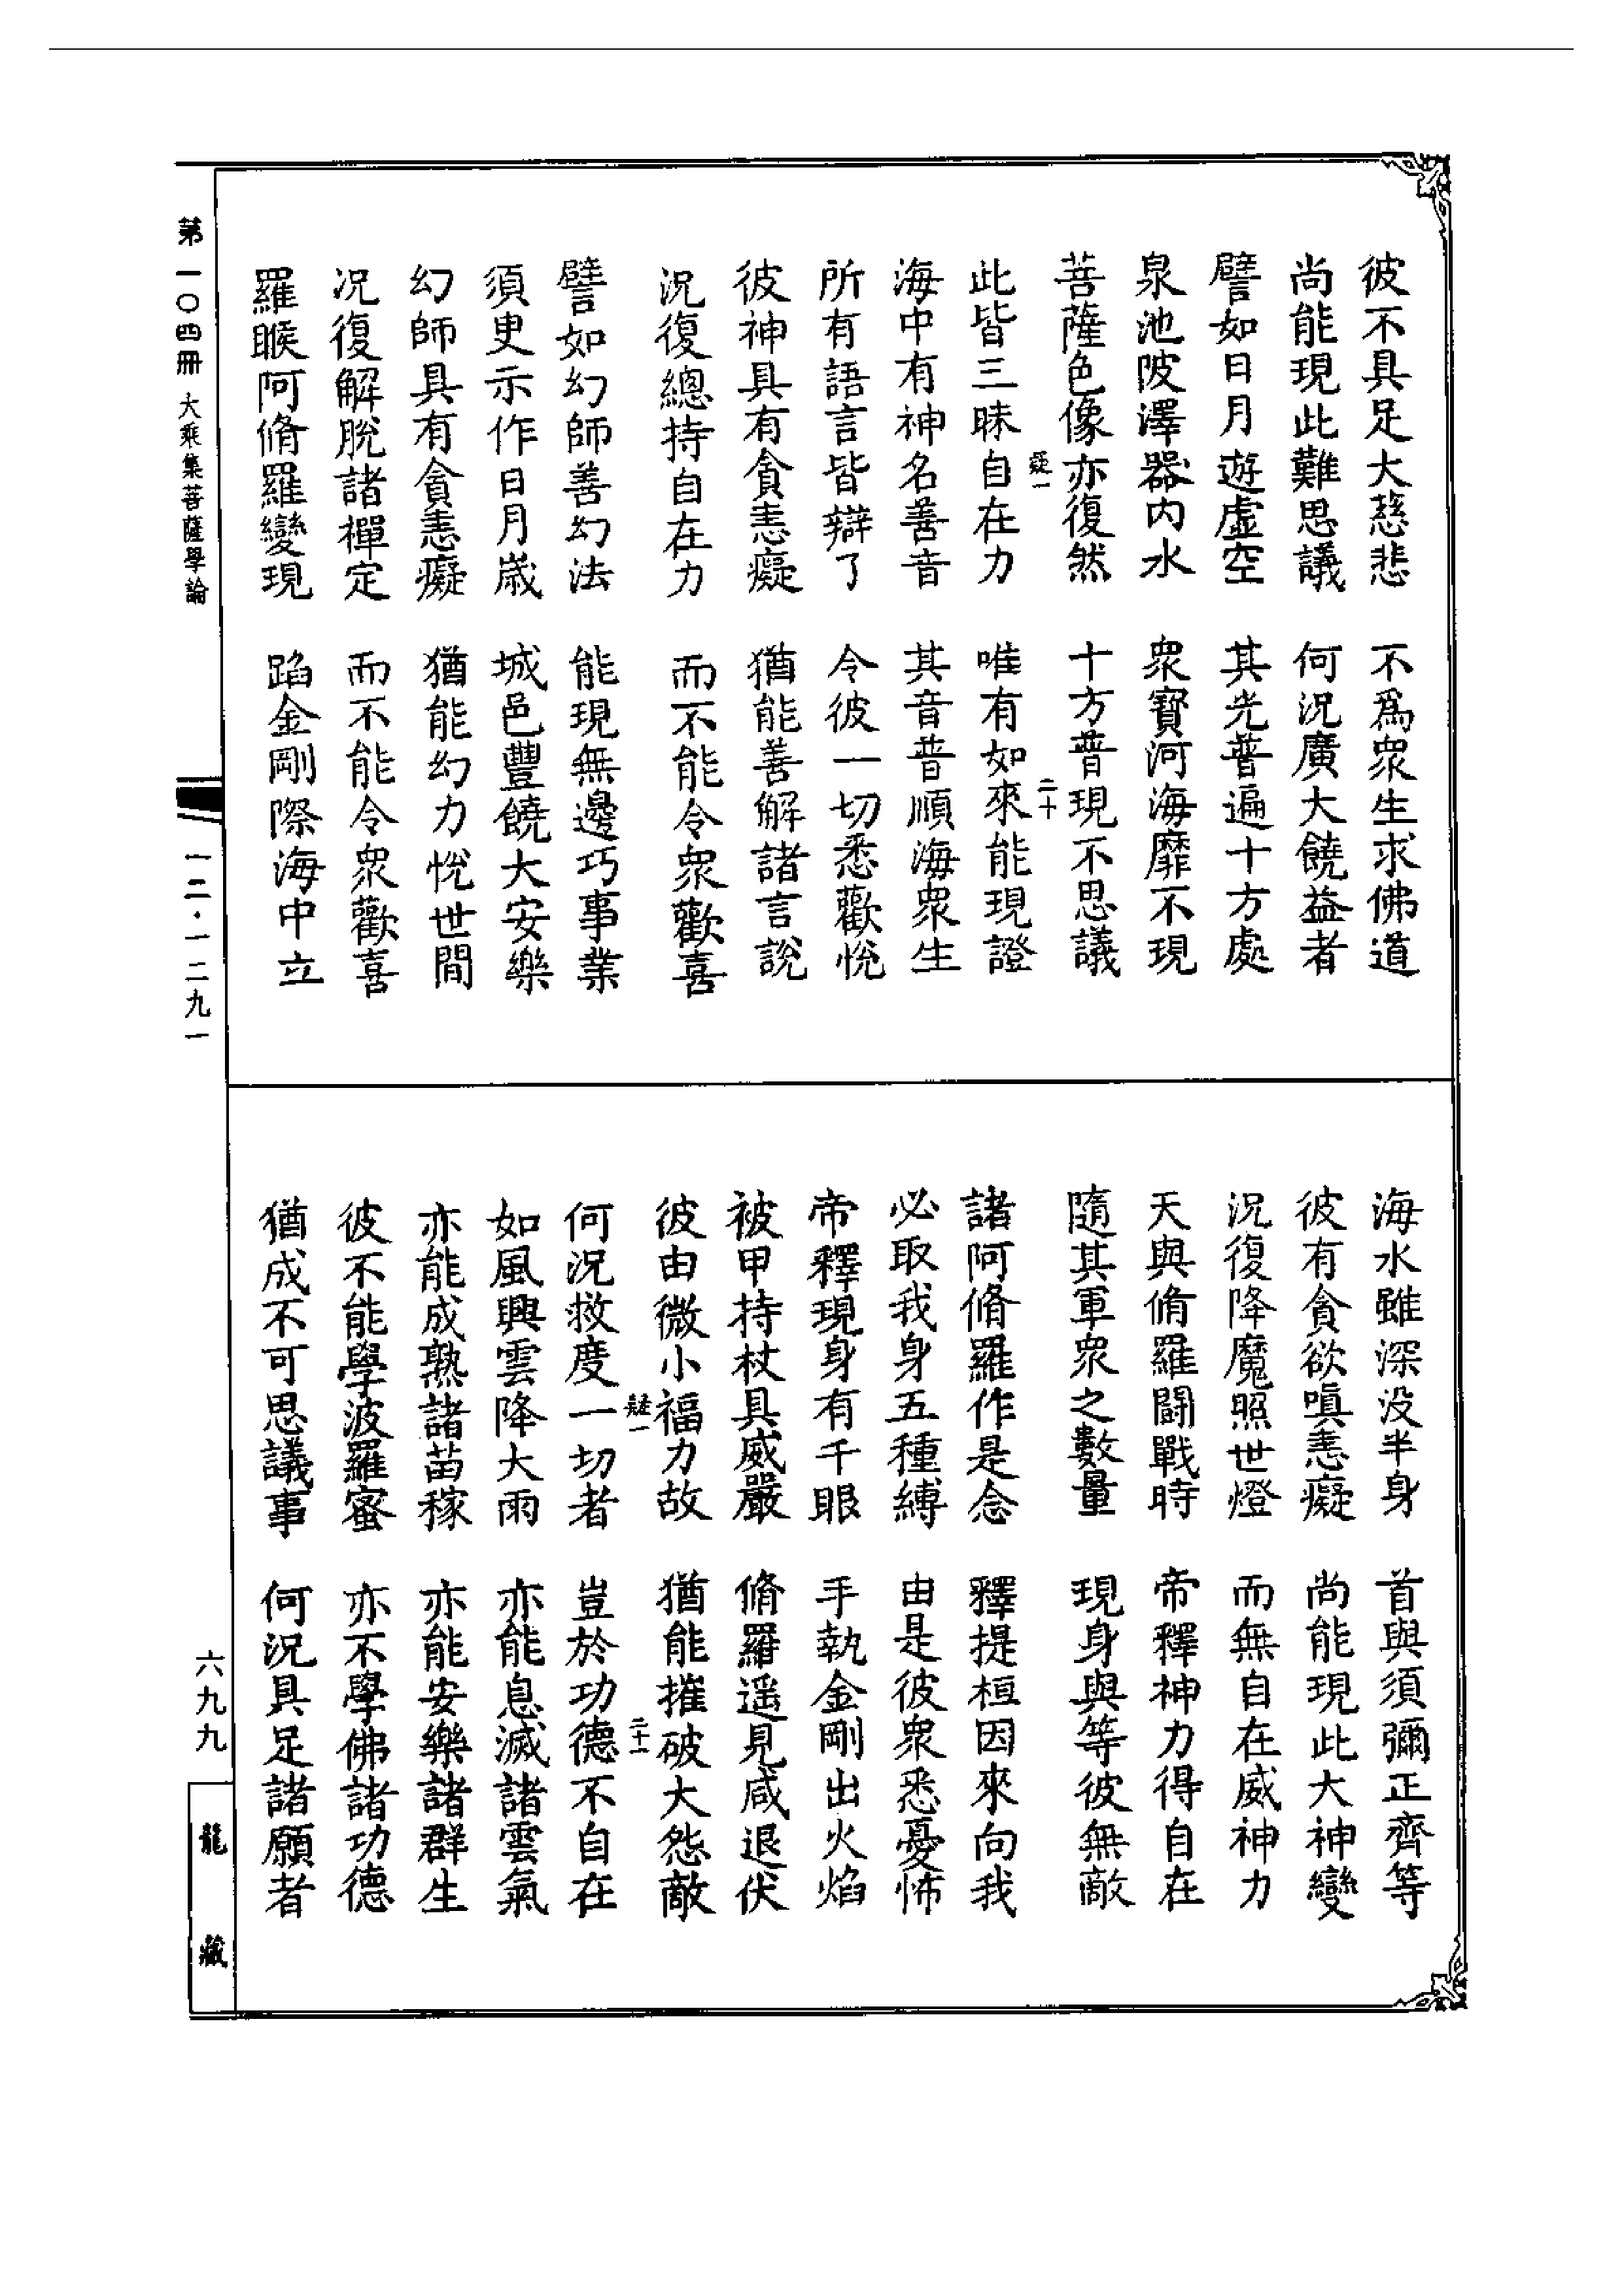 彼不具足大慈悲　不爲眾生求佛道
尚能現此難思議　何況廣大饒益者
譬如日月遊虛空　其光普遍十方處
泉池陂澤器内水　眾寶河海靡不現
菩薩色像亦復然　十方普現不思議
疑一　二十
此皆三昧自在力　唯有如來能現證
海中有神名善音　其音普順海眾生
所有語言皆辯了　令彼一切悉歡悅
彼神具有貪恚癡　猶能善解諸言說
況復總持自在力　而不能令眾歡喜
譬如幻師善幻法　能現無邊巧事業
須臾示作日月歲　城邑豐饒大安樂
幻師具有貪恚癡　猶能幻力悅世間
況復解脫諸禪定　而不能令眾歡喜
羅睺阿脩羅變現　蹈金剛際海中立
海水雖深沒半身　首與須彌正齊等
彼有貪欲嗔恚癡　尚能現此大神變
況復降魔照世燈　而無自在威神力
天與脩羅鬪戰時　帝釋神力得自在
隨其軍眾之數量　現身與等彼無敵
諸阿脩羅作是念　釋提桓因來向我
必取我身五種縛　由是彼眾悉憂怖
帝釋現身有千眼　手執金剛出火焰
被甲持杖具威嚴　脩羅遥見咸退伏
彼由微小福力故　猶能摧破大怨敵
疑一　二十一
何況救度一切者　豈於功德不自在
如風興雲降大雨　亦能息滅諸雲氣
亦能成熟諸苗稼　亦能安樂諸群生
彼不能學波羅蜜　亦不學佛諸功德
猶成不可思議事　何況具足諸願者
第一〇四冊　大乘集菩薩學論
一二·一二九一
六九九
龍藏